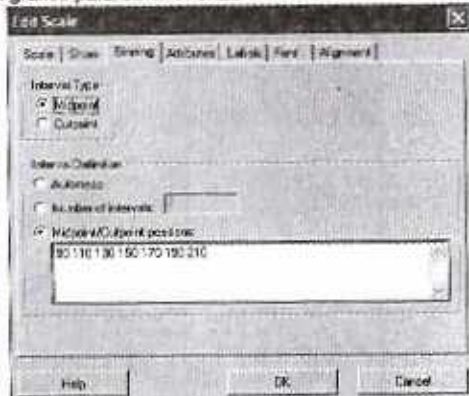 Edit Scale
Scale Show Binning Attributes Labels Font Alignment
Interval Type
Midpoint
Cutpoint
Interval Definition
Automatic
Number of intervals:
Midpoint/Cutpoint positions:
90 110 130 150 170 190 210
Help OK Cancel